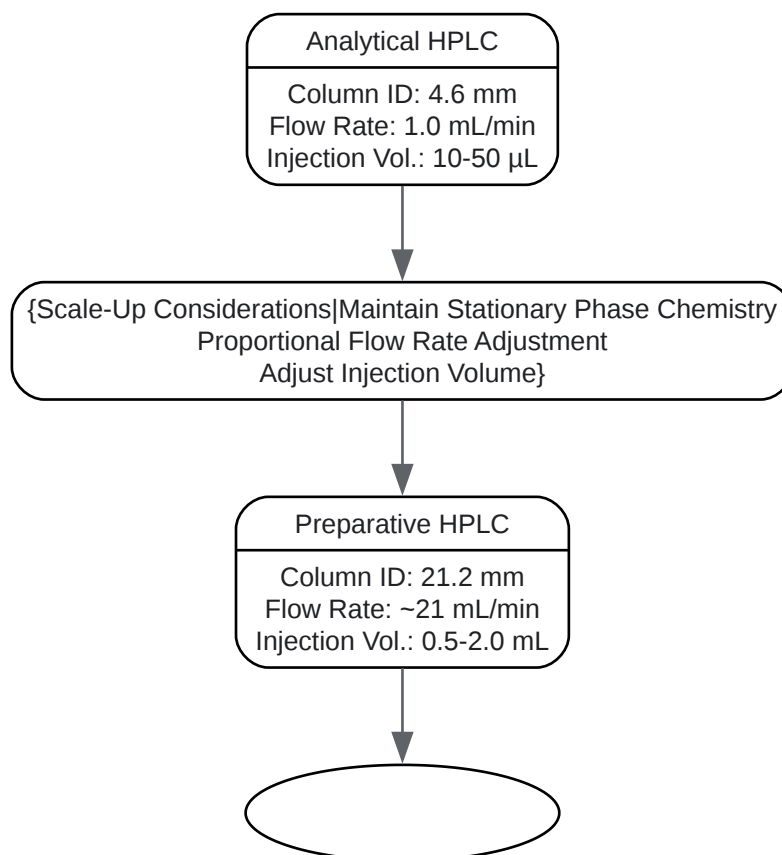 Analytical HPLC
Column ID: 4.6 mm
Flow Rate: 1.0 mL/min
Injection Vol.: 10-50 µL
{Scale-Up Considerations|Maintain Stationary Phase Chemistry
Proportional Flow Rate Adjustment
Adjust Injection Volume}
Preparative HPLC
Column ID: 21.2 mm
Flow Rate: ~21 mL/min
Injection Vol.: 0.5-2.0 mL